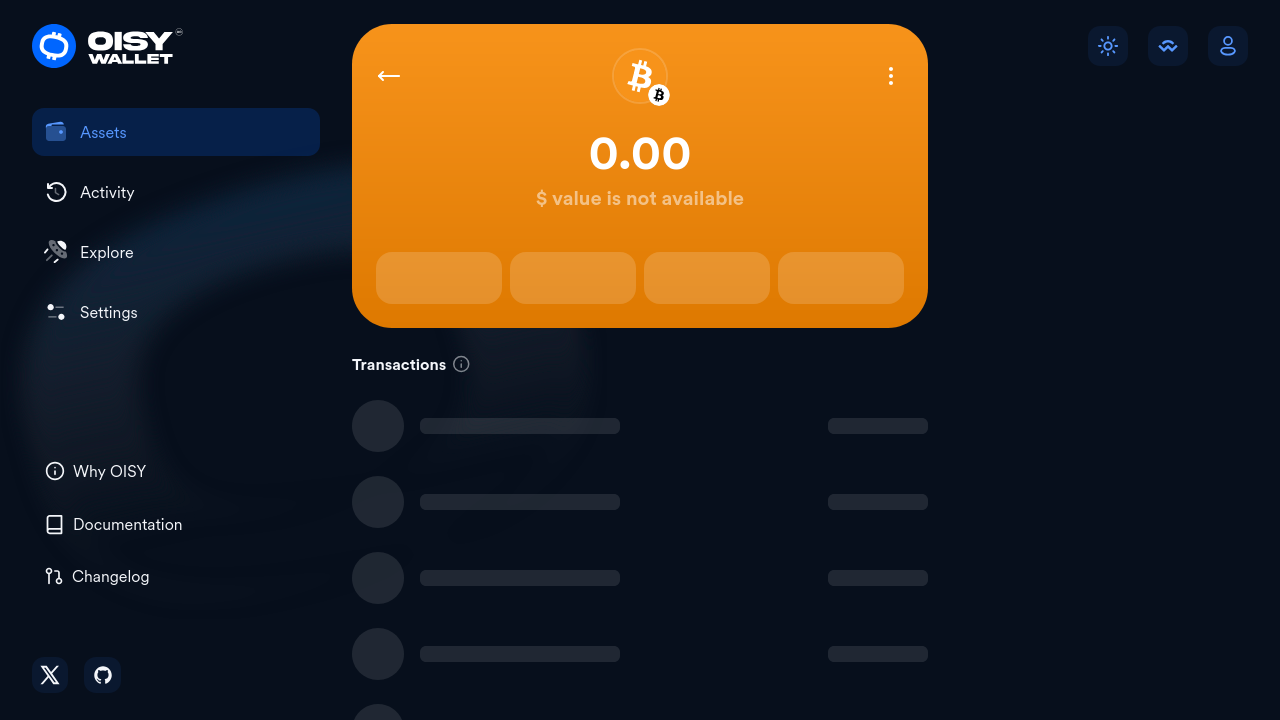 OISY
WALLET
Assets
Activity
Explore
Settings
Why OISY
Documentation
Changelog
0.00
$ value is not available
Transactions